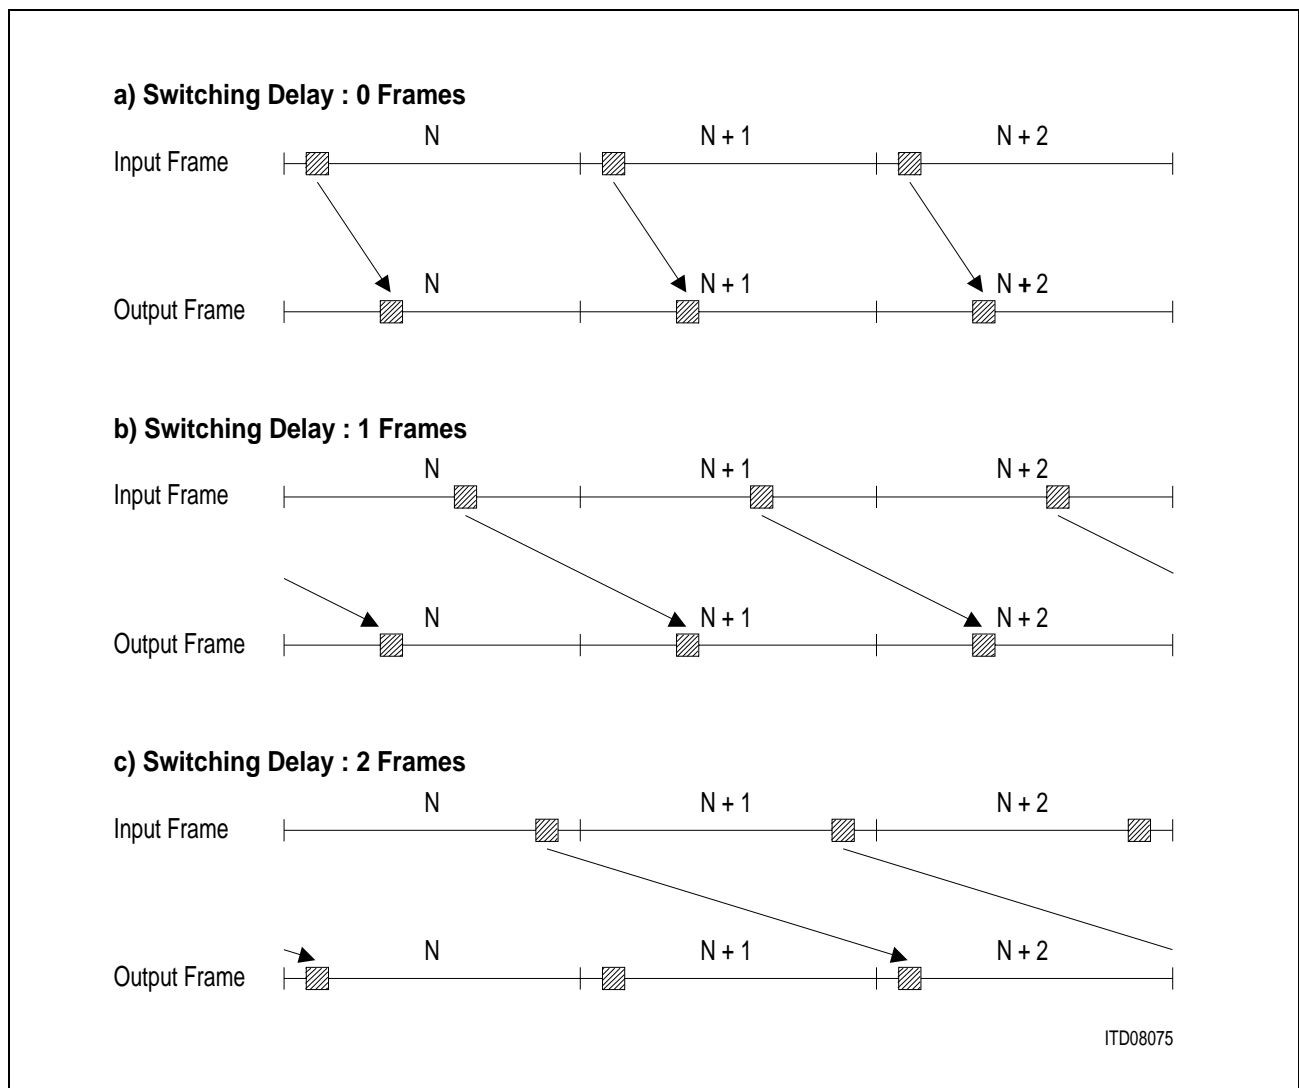 a) Switching Delay : 0 Frames
N N + 1 N + 2
Input Frame
N N + 1 N + 2
Output Frame
b) Switching Delay : 1 Frames
N N + 1 N + 2
Input Frame
N N + 1 N + 2
Output Frame
c) Switching Delay : 2 Frames
N N + 1 N + 2
Input Frame
N N + 1 N + 2
Output Frame
ITD08075